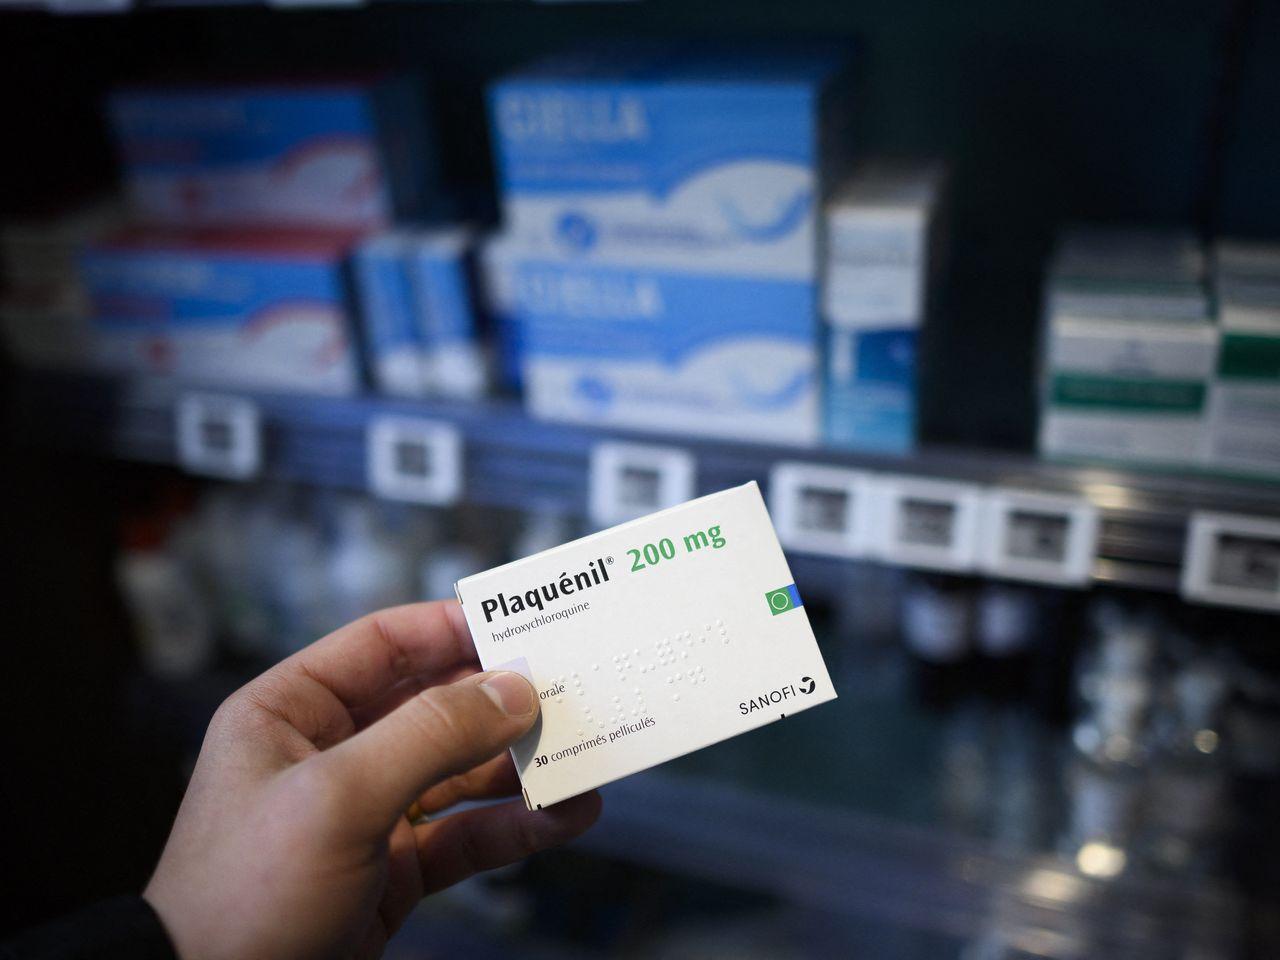 Plaquénil® 200 mg
hydroxychloroquine
orale
30 comprimés pelliculés
SANOFI